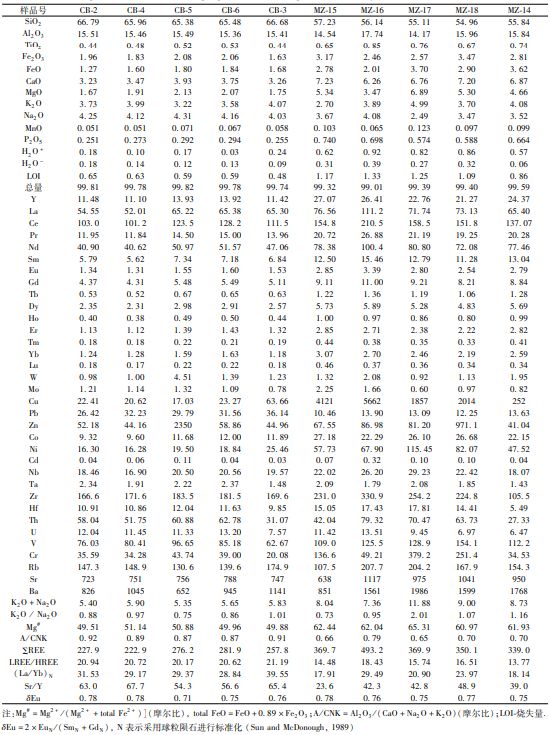 样品号 CB-2 CB-4 CB-5 CB-6 CB-3 MZ-15 MZ-16 MZ-17 MZ-18 MZ-14
SiO₂ 66.79 65.96 65.38 65.48 66.68 57.23 56.14 55.11 54.96 55.84
Al₂O₃ 15.51 15.46 15.49 15.36 15.41 14.54 17.74 14.17 15.96 15.84
TiO₂ 0.44 0.48 0.52 0.53 0.44 0.65 0.85 0.76 0.67 0.74
Fe₂O₃ 1.96 1.83 2.08 2.06 1.63 3.17 2.46 2.57 3.47 2.81
FeO 1.27 1.60 1.80 1.84 1.68 2.78 2.01 3.70 2.90 3.62
CaO 3.23 3.47 3.93 3.75 3.26 7.23 6.26 6.76 7.20 6.87
MgO 1.67 1.91 2.13 2.07 1.75 5.34 3.47 6.89 5.30 4.66
K₂O 3.73 3.99 3.22 3.58 4.07 2.70 3.89 4.99 3.70 4.08
Na₂O 4.25 4.12 4.31 4.16 4.03 3.67 4.08 2.49 3.47 3.52
MnO 0.051 0.051 0.071 0.067 0.058 0.103 0.065 0.123 0.097 0.099
P₂O₅ 0.251 0.273 0.292 0.294 0.255 0.740 0.698 0.574 0.588 0.664
H₂O⁺ 0.18 0.10 0.17 0.03 0.24 0.62 0.92 0.82 0.86 0.57
H₂O⁻ 0.18 0.14 0.12 0.13 0.09 0.31 0.39 0.27 0.32 0.06
LOI 0.65 0.63 0.59 0.59 0.48 1.17 1.33 1.25 1.09 0.86
总量 99.81 99.78 99.82 99.78 99.74 99.32 99.01 99.39 99.40 99.59
Y 11.48 11.10 13.93 13.92 11.42 27.07 26.41 22.76 21.27 24.37
La 54.55 52.01 65.22 65.38 65.30 76.56 111.2 71.74 73.13 65.40
Ce 103.0 101.2 123.5 128.2 111.5 154.8 210.5 158.5 151.8 137.07
Pr 11.95 11.84 14.50 15.00 13.96 20.72 26.88 21.19 19.25 20.28
Nd 40.90 40.62 50.97 51.57 47.06 78.38 100.4 80.80 72.08 77.46
Sm 5.79 5.62 7.34 7.18 6.84 12.50 16.46 12.79 11.28 13.04
Eu 1.34 1.31 1.55 1.60 1.53 2.85 3.39 2.80 2.54 2.79
Gd 4.37 4.31 5.48 5.49 5.11 9.11 11.00 9.21 8.21 8.84
Tb 0.53 0.52 0.67 0.65 0.63 1.22 1.36 1.19 1.06 1.28
Dy 2.35 2.31 2.98 2.91 2.57 5.73 5.89 5.28 4.83 5.69
Ho 0.40 0.38 0.49 0.50 0.44 1.00 0.97 0.86 0.80 0.99
Er 1.13 1.12 1.39 1.43 1.32 2.85 2.71 2.38 2.22 2.82
Tm 0.18 0.18 0.22 0.21 0.19 0.44 0.38 0.35 0.33 0.41
Yb 1.24 1.28 1.59 1.63 1.18 3.07 2.70 2.46 2.19 2.59
Lu 0.18 0.17 0.22 0.22 0.18 0.46 0.37 0.36 0.34 0.34
W 0.98 1.00 4.51 1.39 1.23 1.32 2.08 0.92 1.13 1.95
Mo 1.21 1.14 1.32 1.09 0.78 2.25 1.66 0.60 0.97 0.82
Cu 22.41 20.62 17.03 23.27 63.66 4121 5662 1857 2014 252
Pb 26.42 32.23 29.79 31.56 36.14 10.46 13.90 13.09 12.25 13.63
Zn 52.18 44.16 2350 58.86 44.96 67.55 86.98 81.20 971.1 41.04
Co 9.32 9.60 11.68 12.00 11.89 27.18 22.29 26.10 26.68 22.15
Ni 16.30 16.28 19.50 18.84 25.46 57.73 67.90 115.45 82.07 47.52
Cd 0.04 0.06 0.11 0.04 0.03 0.07 0.32 0.10 0.10 0.04
Nb 18.46 16.90 20.50 20.56 19.57 22.02 26.20 29.23 22.42 18.07
Ta 2.34 1.91 2.22 2.37 1.48 2.09 1.79 2.08 1.85 1.43
Zr 166.6 171.6 183.5 181.5 169.6 231.0 330.9 254.2 224.8 105.5
Hf 10.91 10.86 12.04 11.63 9.85 15.05 17.43 17.81 14.41 5.49
Th 58.04 51.75 60.88 62.78 31.07 42.04 79.32 70.47 63.73 27.33
U 12.04 11.45 11.33 13.20 7.57 11.42 13.51 9.45 6.97 6.47
V 76.03 80.41 96.65 85.18 62.67 109.0 125.5 128.9 154.1 112.2
Cr 35.59 34.28 43.74 39.00 20.08 136.6 49.21 379.2 251.4 34.53
Rb 147.3 148.9 130.6 139.6 174.9 107.5 207.7 204.2 167.9 154.3
Sr 723 751 756 788 747 638 1117 975 1041 950
Ba 826 1045 652 945 1141 851 1561 1986 1599 1768
K₂O+Na₂O 5.40 5.90 5.35 5.65 5.83 8.04 7.36 11.88 9.00 8.73
K₂O/Na₂O 0.88 0.97 0.75 0.86 1.01 0.73 0.95 2.01 1.07 1.16
Mg# 49.51 51.14 50.88 49.96 49.88 62.44 62.04 65.31 60.97 61.93
A/CNK 0.92 0.89 0.87 0.87 0.91 0.66 0.79 0.65 0.70 0.70
∑REE 227.9 222.9 276.2 281.9 257.8 369.7 493.2 369.9 350.1 339.0
LREE/HREE 20.94 20.72 20.17 20.62 21.19 14.48 18.43 15.74 16.51 13.77
(La/Yb)N 31.53 29.17 29.37 28.84 39.55 17.91 29.49 20.90 23.97 18.14
Sr/Y 63.0 67.7 54.3 56.6 65.4 23.6 42.3 42.8 48.9 39.0
δEu 0.78 0.78 0.71 0.75 0.76 0.78 0.76 0.75 0.77 0.75
注:Mg#=Mg²⁺/(Mg²⁺+total Fe²⁺)](摩尔比), total FeO=FeO+0.89×Fe₂O₃;A/CNK=Al₂O₃/(CaO+Na₂O+K₂O)(摩尔比);LOI-烧失量.
δEu=2×EuN/(SmN+GdN), N 表示采用球粒陨石进行标准化 (Sun and McDonough, 1989)